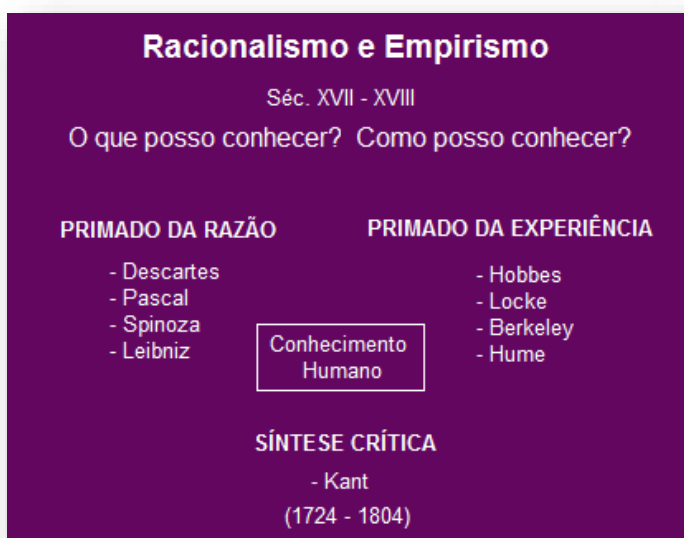 Racionalismo e Empirismo
Séc. XVII - XVIII
O que posso conhecer? Como posso conhecer?
PRIMADO DA RAZÃO
- Descartes
- Pascal
- Spinoza
- Leibniz
PRIMADO DA EXPERIÊNCIA
- Hobbes
- Locke
- Berkeley
- Hume
Conhecimento
Humano
SÍNTESE CRÍTICA
- Kant
(1724 - 1804)